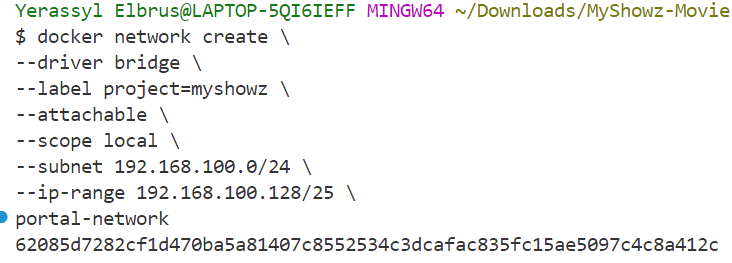 Yerassyl Elbrus@LAPTOP-5QI6IEFF MINGW64 ~/Downloads/MyShowz-Movie
$ docker network create \
--driver bridge \
--label project=myshowz \
--attachable \
--scope local \
--subnet 192.168.100.0/24 \
--ip-range 192.168.100.128/25 \
portal-network
62085d7282cf1d470ba5a81407c8552534c3dcafac835fc15ae5097c4c8a412c